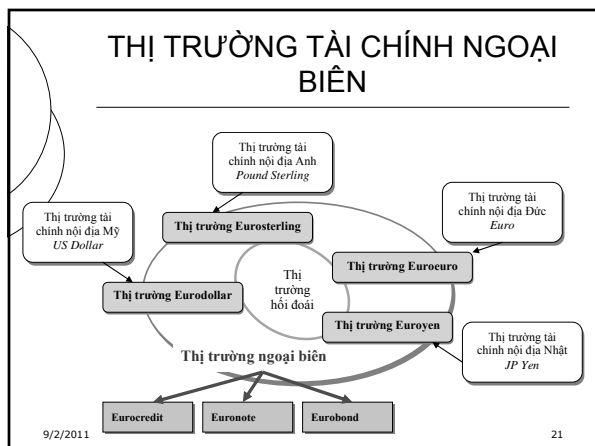 THỊ TRƯỜNG TÀI CHÍNH NGOẠI
BIÊN
Thị trường tài
chính nội địa Anh
Pound Sterling
Thị trường tài
chính nội địa Đức
Euro
Thị trường tài
chính nội địa Mỹ
US Dollar
Thị trường Eurosterling
Thị trường Euroeuro
Thị
trường
hối đoái
Thị trường Eurodollar
Thị trường Euroyen
Thị trường tài
chính nội địa Nhật
JP Yen
Thị trường ngoại biên
Eurocredit
Euronote
Eurobond
9/2/2011
21